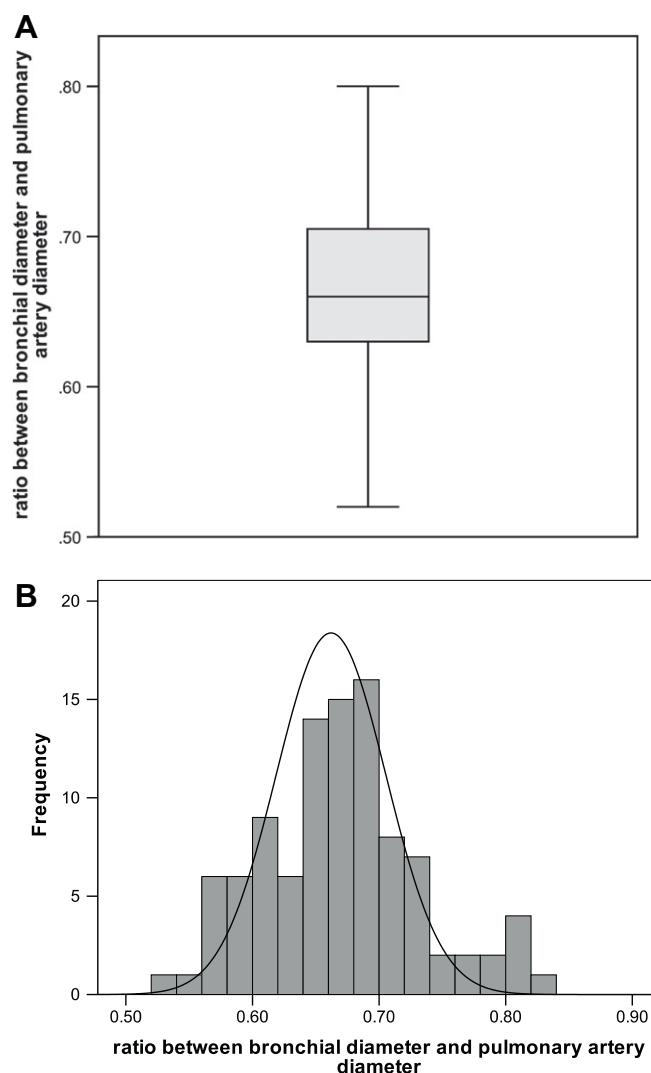 A
ratio between bronchial diameter and pulmonary
artery diameter
.80
.70
.60
.50
B
Frequency
20
15
10
5
0
0.50 0.60 0.70 0.80 0.90
ratio between bronchial diameter and pulmonary artery
diameter